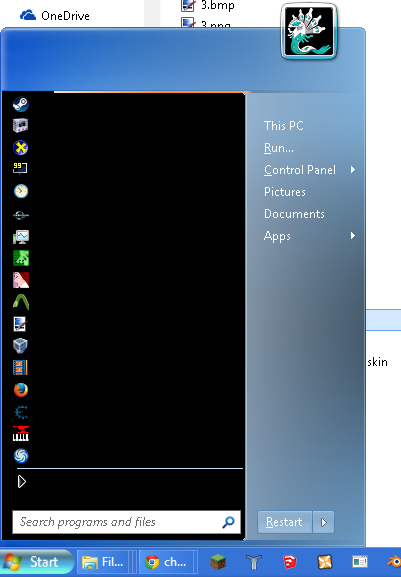 OneDrive
3.bmp
3.png
This PC
Run...
Control Panel
Pictures
Documents
Apps
skin
99
Search programs and files
Restart
Start
Fil...
ch...